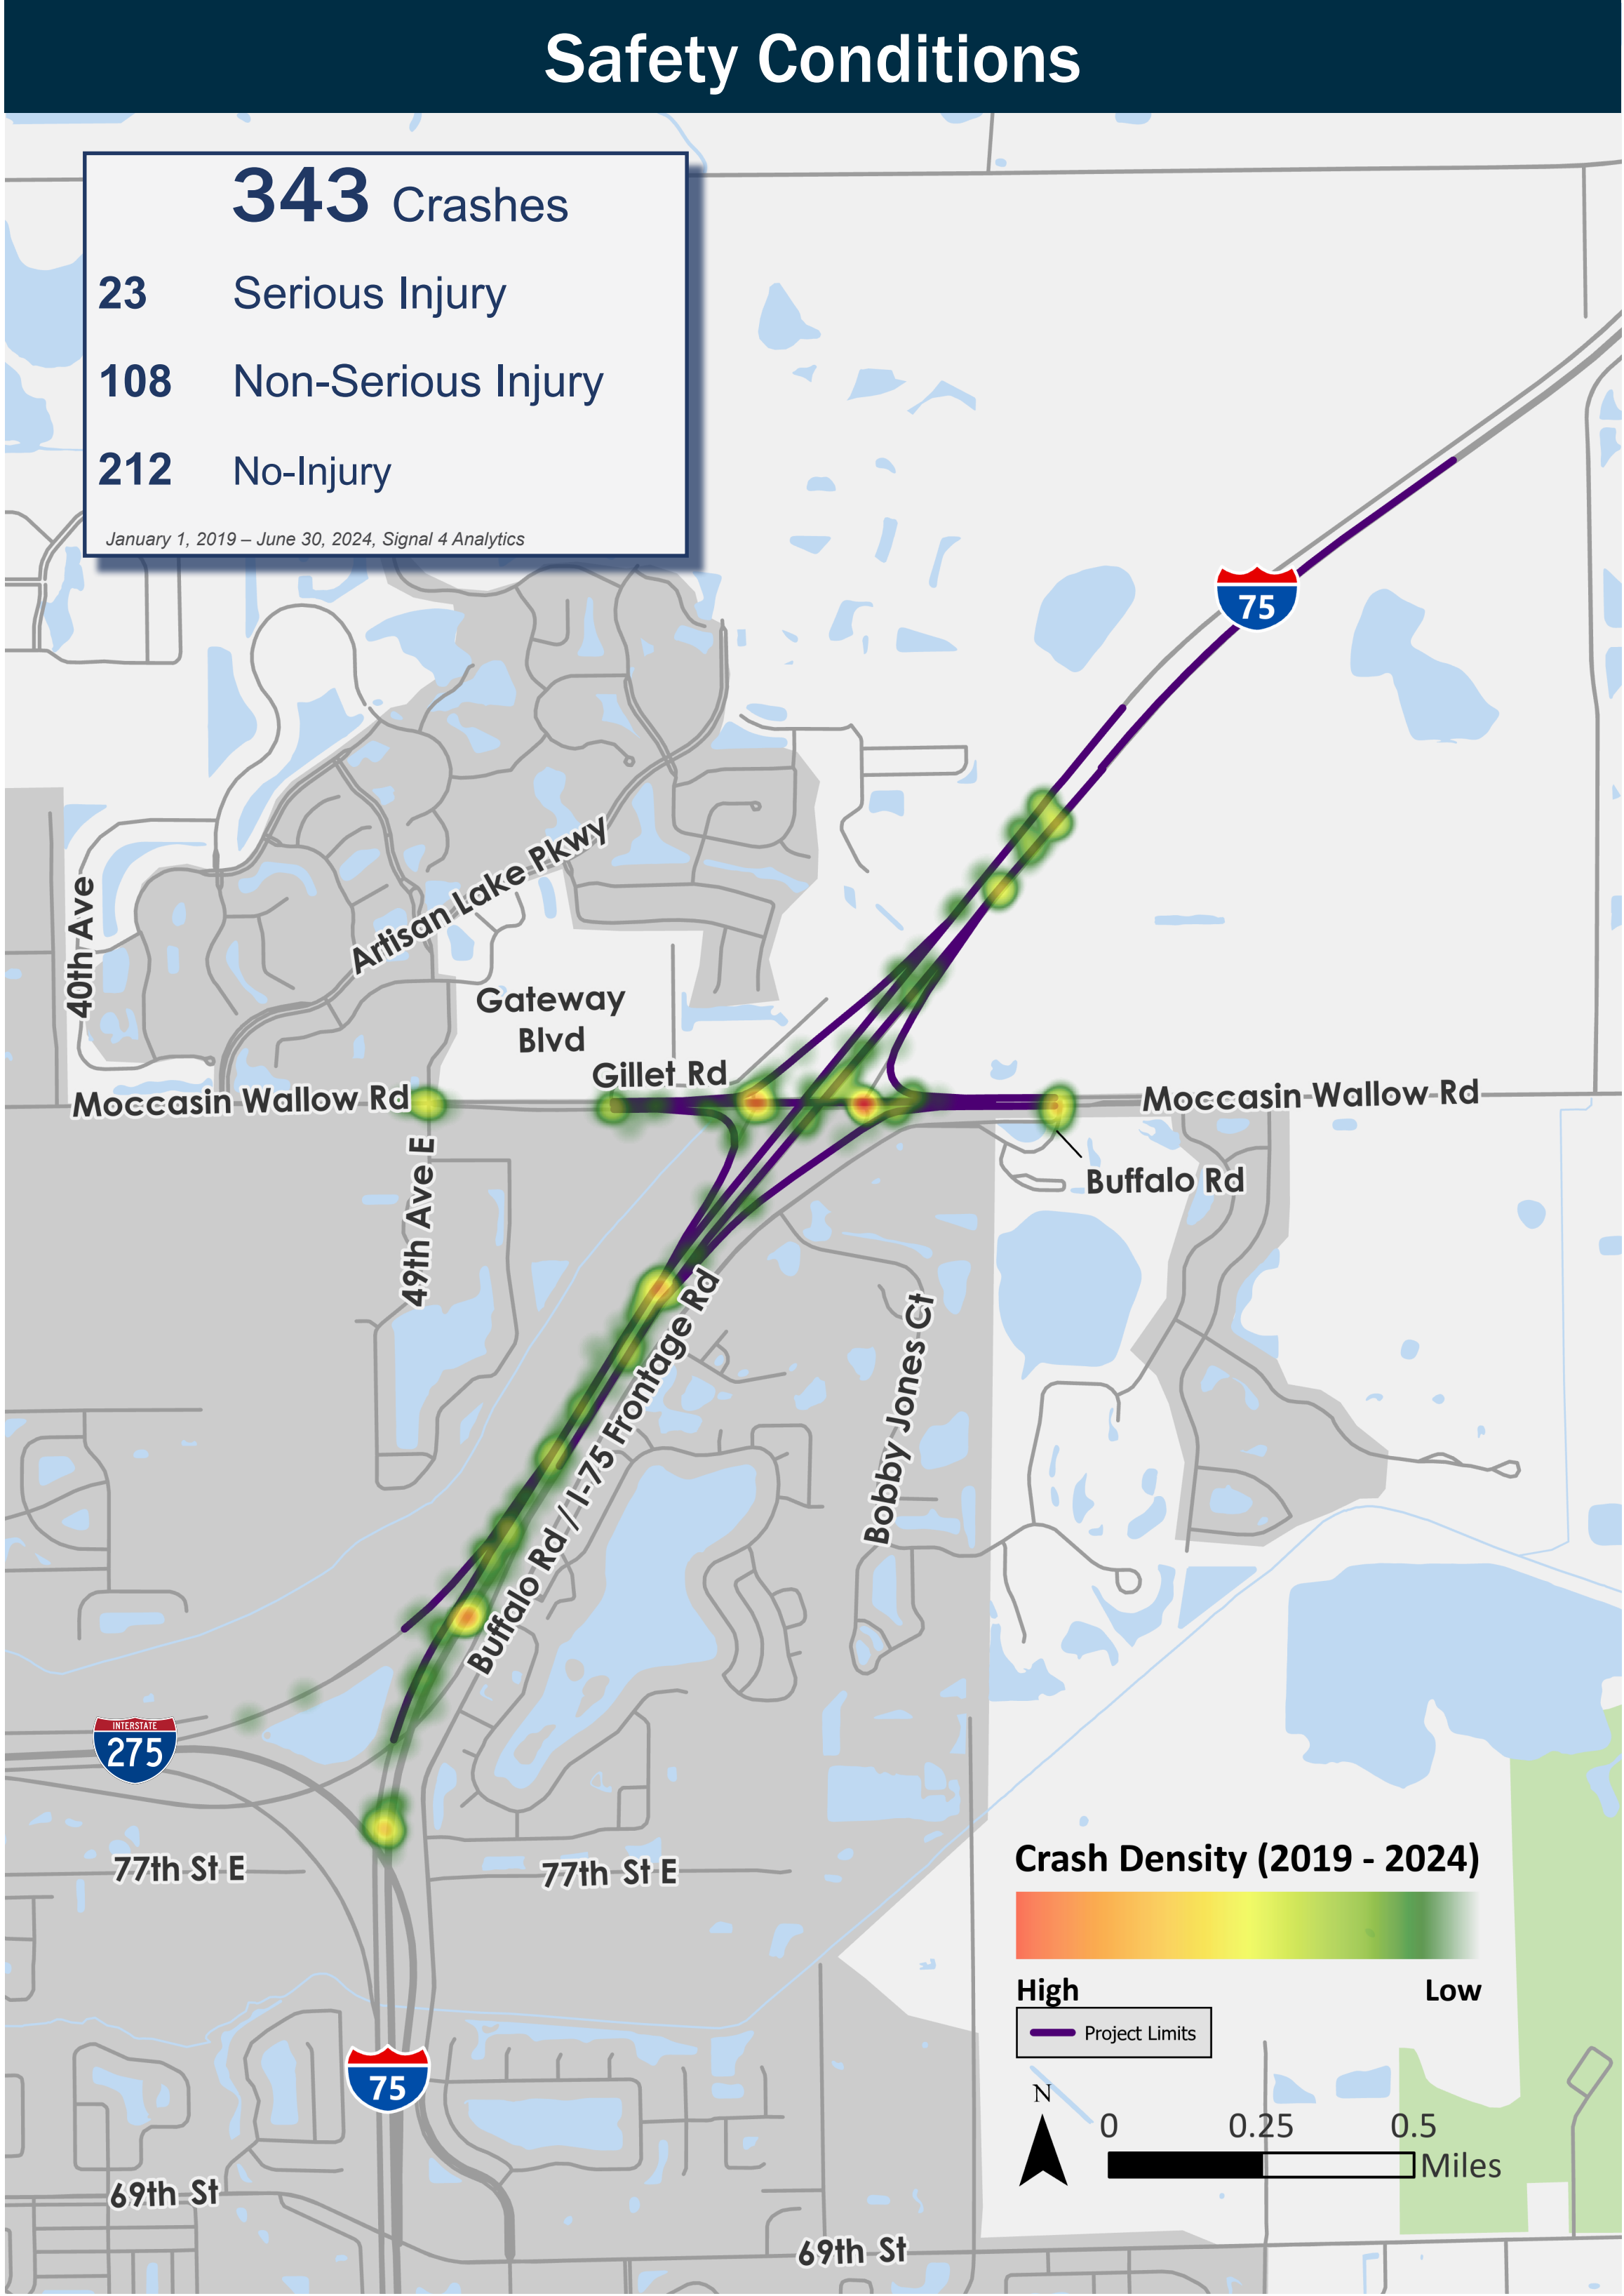 Safety Conditions
343 Crashes
23 Serious Injury
108 Non-Serious Injury
212 No-Injury
January 1, 2019 – June 30, 2024, Signal 4 Analytics
75
40th Ave
Artisan Lake Pkwy
Gateway
Blvd
Gillet Rd
Moccasin Wallow Rd
Moccasin Wallow Rd
Buffalo Rd
49th Ave E
Buffalo Rd / I-75 Frontage Rd
Bobby Jones Ct
INTERSTATE
275
77th St E
77th St E
Crash Density (2019 - 2024)
High Low
Project Limits
75
N
0 0.25 0.5
Miles
69th St
69th St